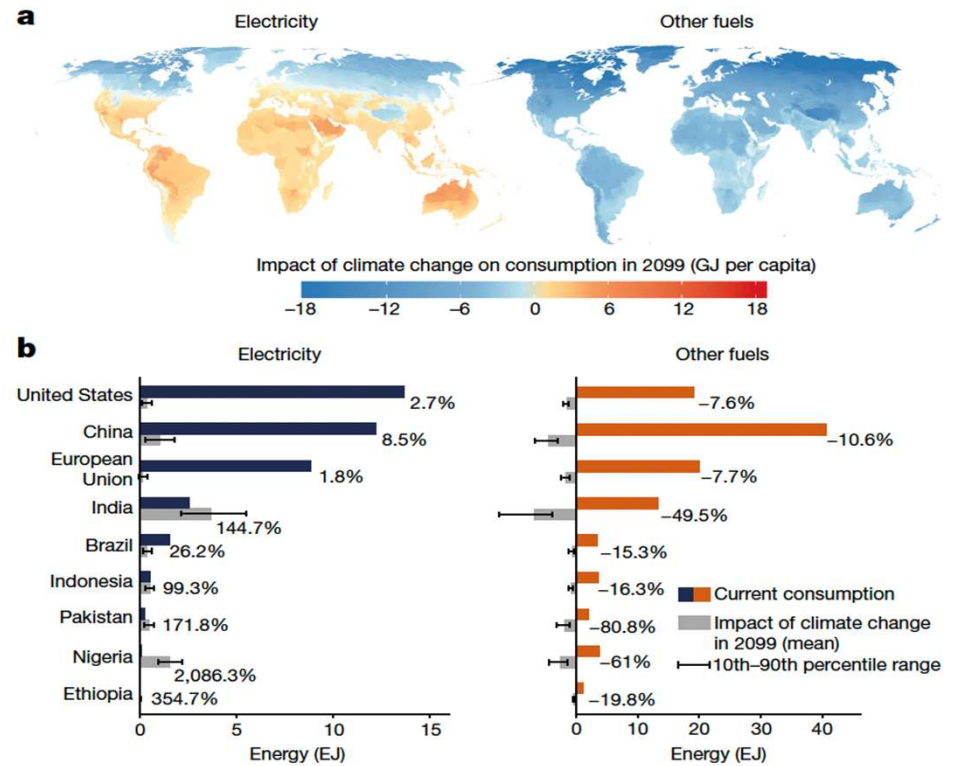 a
Electricity
Other fuels
Impact of climate change on consumption in 2099 (GJ per capita)
−18 −12 −6 0 6 12 18
b
Electricity
United States
2.7%
China
8.5%
European
Union
1.8%
India
144.7%
Brazil
26.2%
Indonesia
99.3%
Pakistan
171.8%
Nigeria
2,086.3%
Ethiopia
354.7%
0 5 10 15
Energy (EJ)
Other fuels
−7.6%
−10.6%
−7.7%
−49.5%
−15.3%
−16.3%
−80.8%
−61%
−19.8%
Current consumption
Impact of climate change
in 2099 (mean)
10th–90th percentile range
0 10 20 30 40
Energy (EJ)